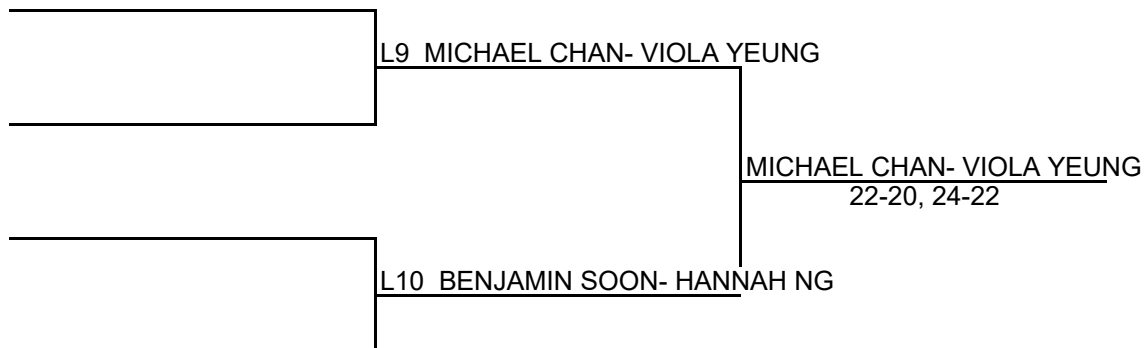 L9 MICHAEL CHAN- VIOLA YEUNG
MICHAEL CHAN- VIOLA YEUNG
22-20, 24-22
L10 BENJAMIN SOON- HANNAH NG